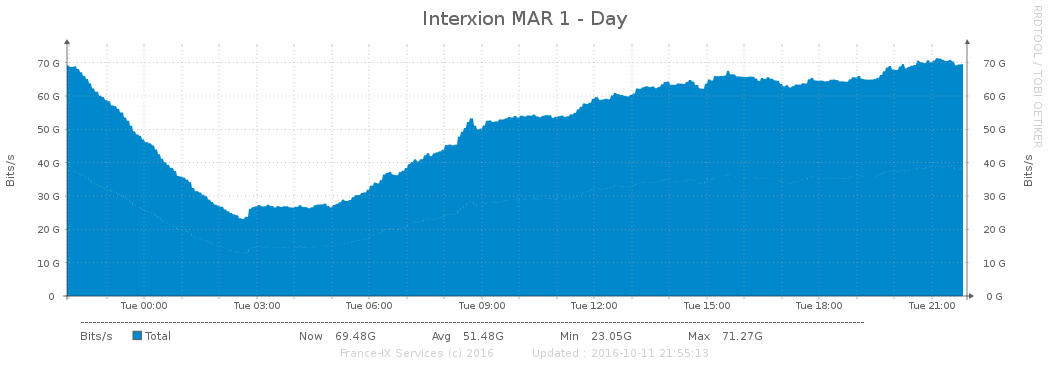 Interxion MAR 1 - Day
RRDTOOL / TOBI OETIKER
Bits/s
Bits/s
70 G
70 G
60 G
60 G
50 G
50 G
40 G
40 G
30 G
30 G
20 G
20 G
10 G
10 G
0
0 G
Tue 00:00 Tue 03:00 Tue 06:00 Tue 09:00 Tue 12:00 Tue 15:00 Tue 18:00 Tue 21:00
Bits/s Total Now 69.48G Avg 51.48G Min 23.05G Max 71.27G
France-IX Services (c) 2016 Updated : 2016-10-11 21:55:13